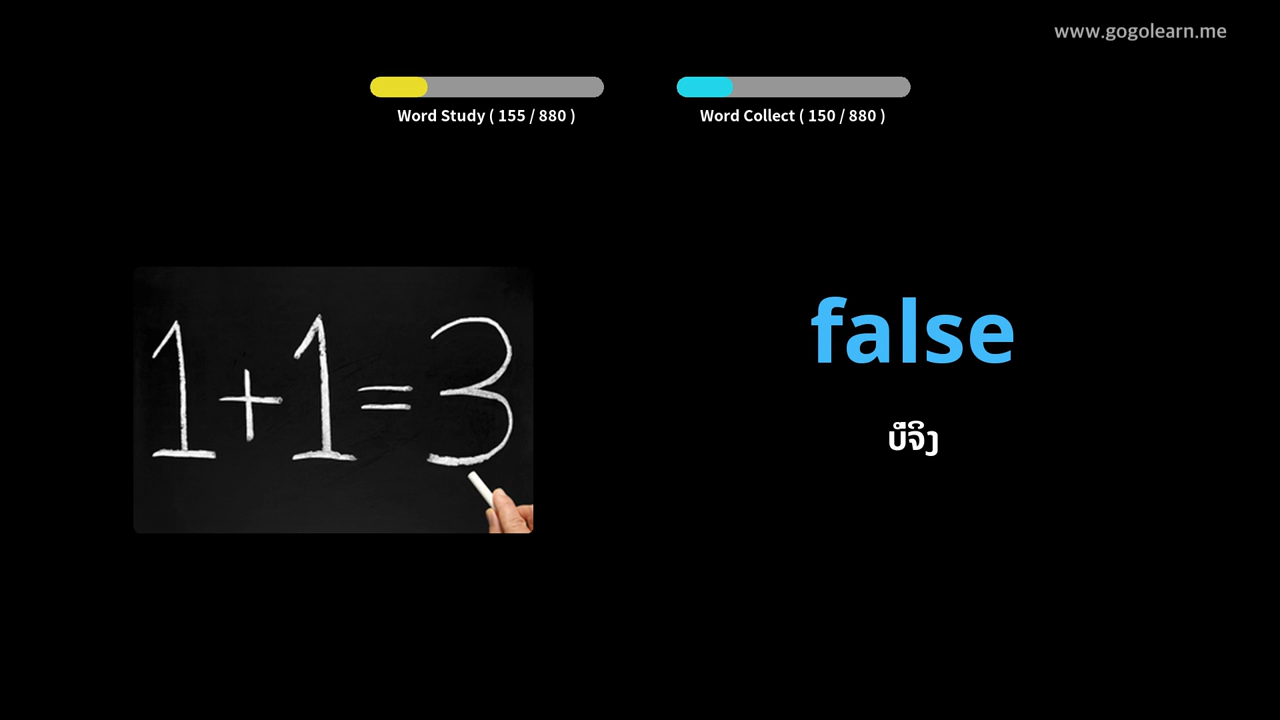 www.gogolearn.me
Word Study ( 155 / 880 )
Word Collect ( 150 / 880 )
1+1=3
false
ບໍ່ຈິງ